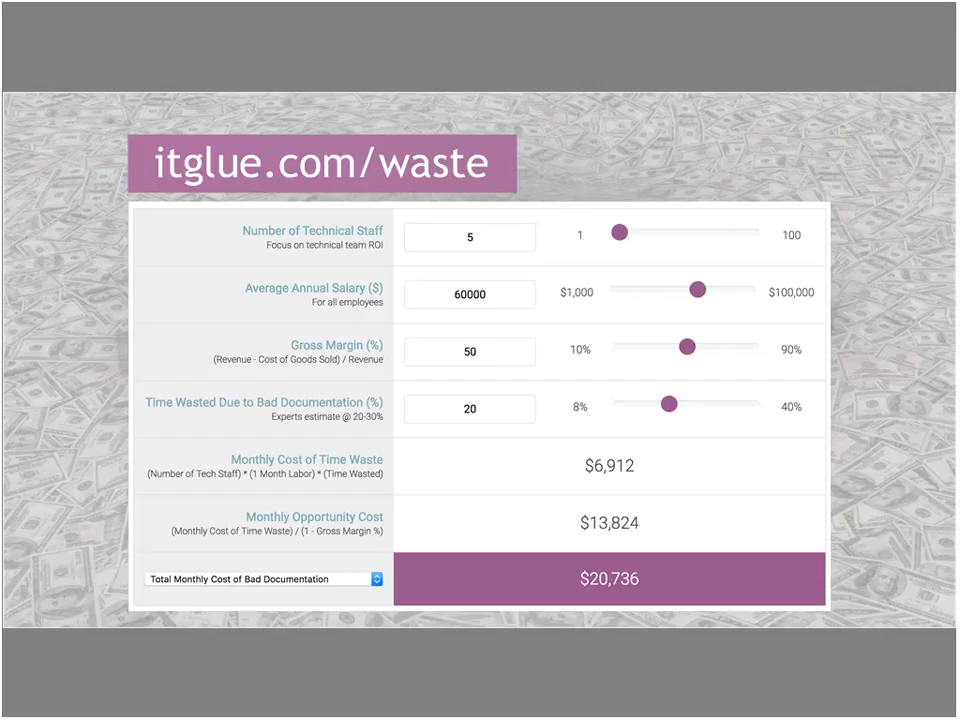 itglue.com/waste
Number of Technical Staff
Focus on technical team ROI
5
1
100
Average Annual Salary ($)
For all employees
60000
$1,000
$100,000
Gross Margin (%)
(Revenue - Cost of Goods Sold) / Revenue
50
10%
90%
Time Wasted Due to Bad Documentation (%)
Experts estimate @ 20-30%
20
8%
40%
Monthly Cost of Time Waste
(Number of Tech Staff) * (1 Month Labor) * (Time Wasted)
$6,912
Monthly Opportunity Cost
(Monthly Cost of Time Waste) / (1 - Gross Margin %)
$13,824
Total Monthly Cost of Bad Documentation
$20,736